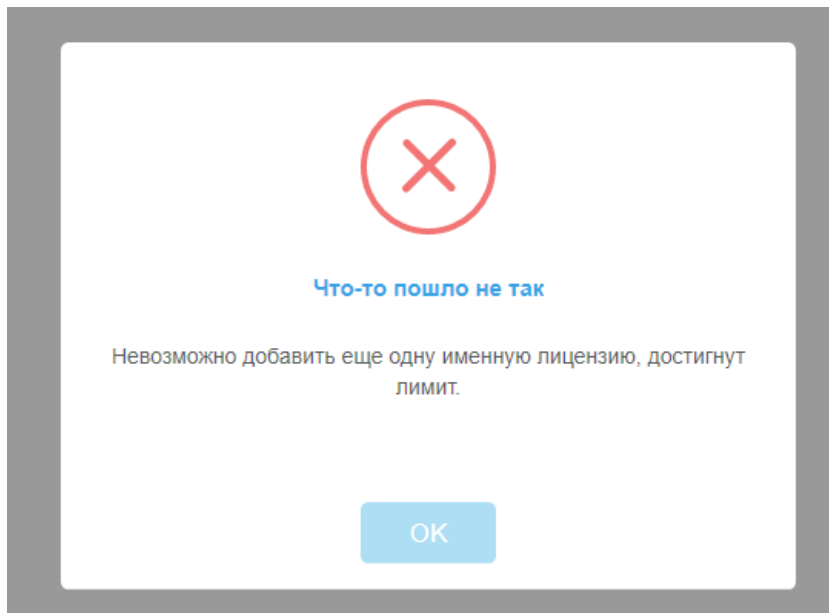 Что-то пошло не так
Невозможно добавить еще одну именную лицензию, достигнут
лимит.
OK